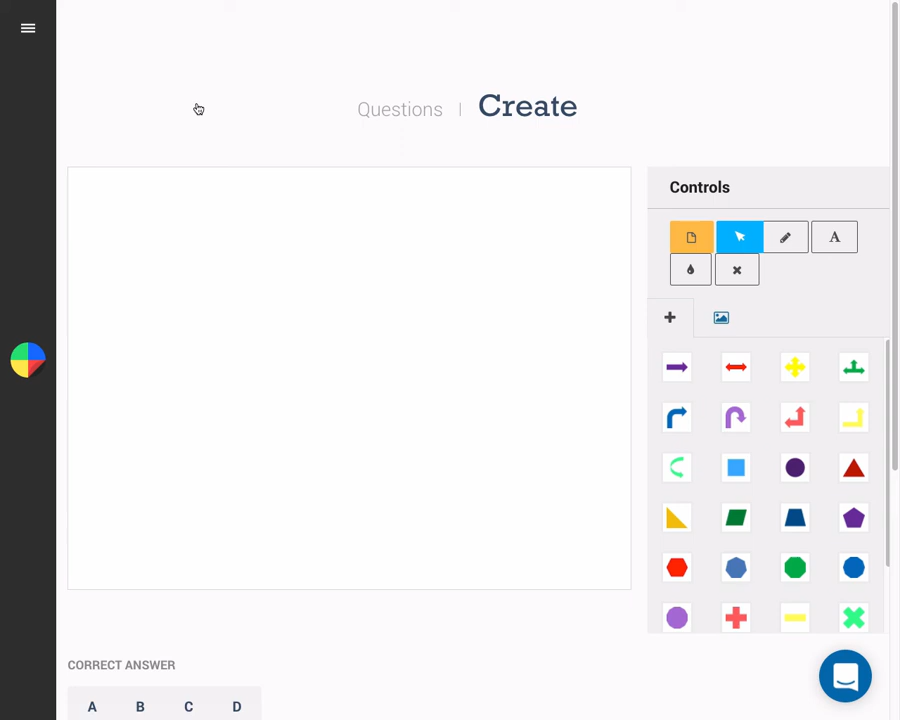 Questions | Create
Controls
A
CORRECT ANSWER
A B C D